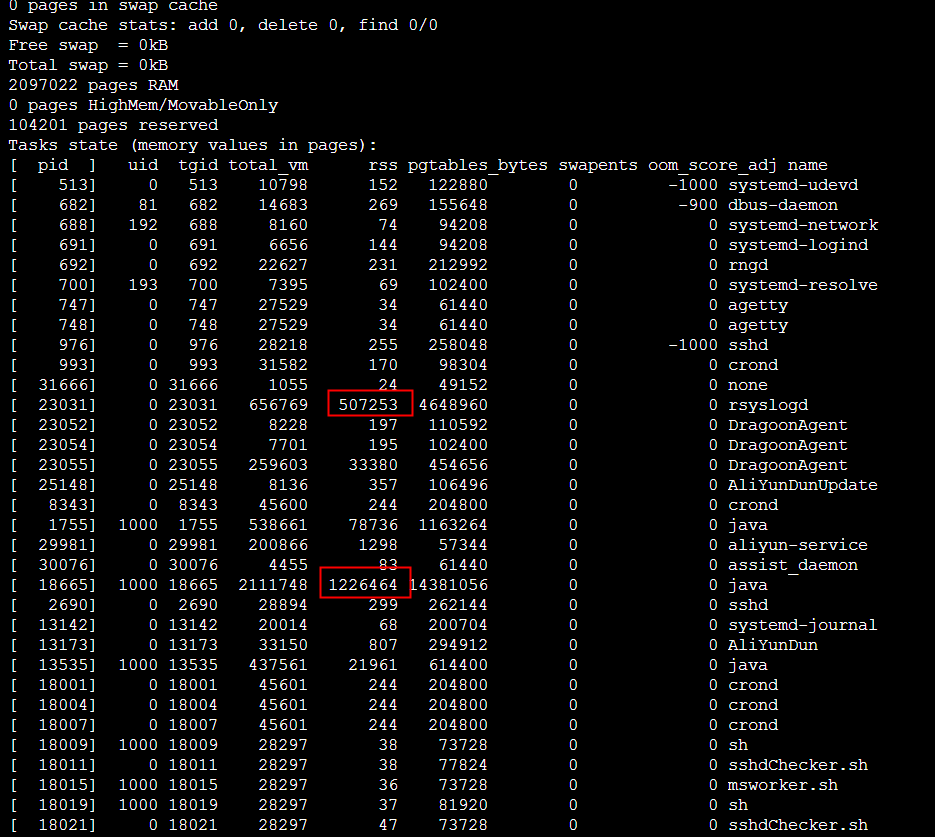 0 pages in swap cache
Swap cache stats: add 0, delete 0, find 0/0
Free swap  = 0kB
Total swap = 0kB
2097022 pages RAM
0 pages HighMem/MovableOnly
104201 pages reserved
Tasks state (memory values in pages):
[  pid  ]   uid  tgid total_vm      rss pgtables_bytes swapents oom_score_adj name
[    513]     0   513    10798      152   122880        0         -1000 systemd-udevd
[    682]    81   682    14683      269   155648        0          -900 dbus-daemon
[    688]   192   688     8160       74    94208        0             0 systemd-network
[    691]     0   691     6656      144    94208        0             0 systemd-logind
[    692]     0   692    22627      231   212992        0             0 rngd
[    700]   193   700     7395       69   102400        0             0 systemd-resolve
[    747]     0   747    27529       34    61440        0             0 agetty
[    748]     0   748    27529       34    61440        0             0 agetty
[    976]     0   976    28218      255   258048        0         -1000 sshd
[    993]     0   993    31582      170    98304        0             0 crond
[  31666]     0 31666     1055       24    49152        0             0 none
[  23031]     0 23031   656769   507253  4648960        0             0 rsyslogd
[  23052]     0 23052     8228      197   110592        0             0 DragoonAgent
[  23054]     0 23054     7701      195   102400        0             0 DragoonAgent
[  23055]     0 23055   259603    33380   454656        0             0 DragoonAgent
[  25148]     0 25148     8136      357   106496        0             0 AliYunDunUpdate
[   8343]     0  8343    45600      244   204800        0             0 crond
[   1755]  1000  1755   538661    78736  1163264        0             0 java
[  29981]     0 29981   200866     1298    57344        0             0 aliyun-service
[  30076]     0 30076     4455       83    61440        0             0 assist_daemon
[  18665]  1000 18665  2111748  1226464 14381056        0             0 java
[   2690]     0  2690    28894      299   262144        0             0 sshd
[  13142]     0 13142    20014       68   200704        0             0 systemd-journal
[  13173]     0 13173    33150      807   294912        0             0 AliYunDun
[  13535]  1000 13535   437561    21961   614400        0             0 java
[  18001]     0 18001    45601      244   204800        0             0 crond
[  18004]     0 18004    45601      244   204800        0             0 crond
[  18007]     0 18007    45601      244   204800        0             0 crond
[  18009]  1000 18009    28297       38    73728        0             0 sh
[  18011]     0 18011    28297       38    77824        0             0 sshdChecker.sh
[  18015]  1000 18015    28297       36    73728        0             0 msworker.sh
[  18019]  1000 18019    28297       37    81920        0             0 sh
[  18021]     0 18021    28297       47    73728        0             0 sshdChecker.sh